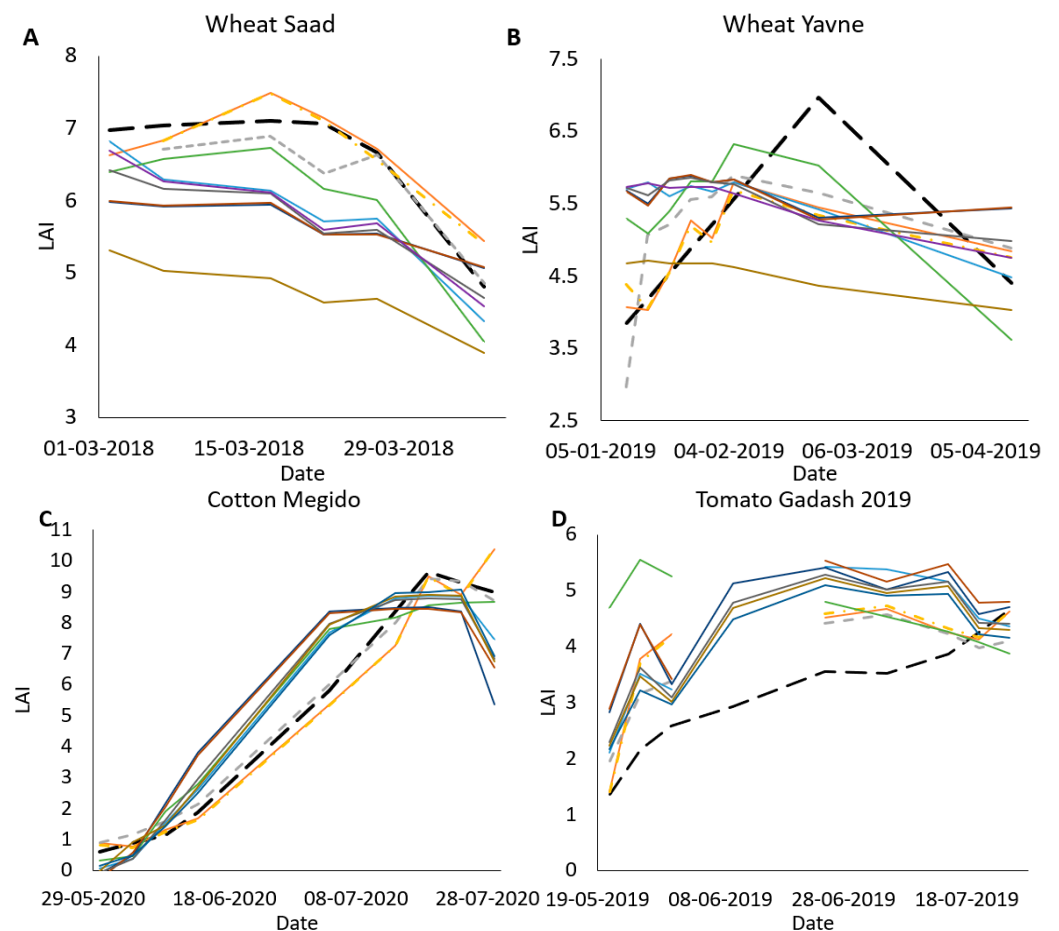 A
Wheat Saad
8
7
6
5
4
3
LAI
01-03-2018
15-03-2018
29-03-2018
Date
B
Wheat Yavne
7.5
6.5
5.5
4.5
3.5
2.5
LAI
05-01-2019
04-02-2019
06-03-2019
05-04-2019
Date
C
Cotton Megido
11
10
9
8
7
6
5
4
3
2
1
0
LAI
29-05-2020
18-06-2020
08-07-2020
28-07-2020
Date
D
Tomato Gadash 2019
6
5
4
3
2
1
0
LAI
19-05-2019
08-06-2019
28-06-2019
18-07-2019
Date